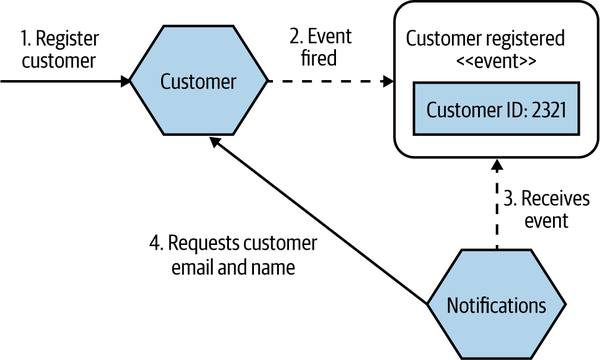 1. Register
customer
Customer
2. Event
fired
Customer registered
<<event>>
Customer ID: 2321
3. Receives
event
4. Requests customer
email and name
Notifications